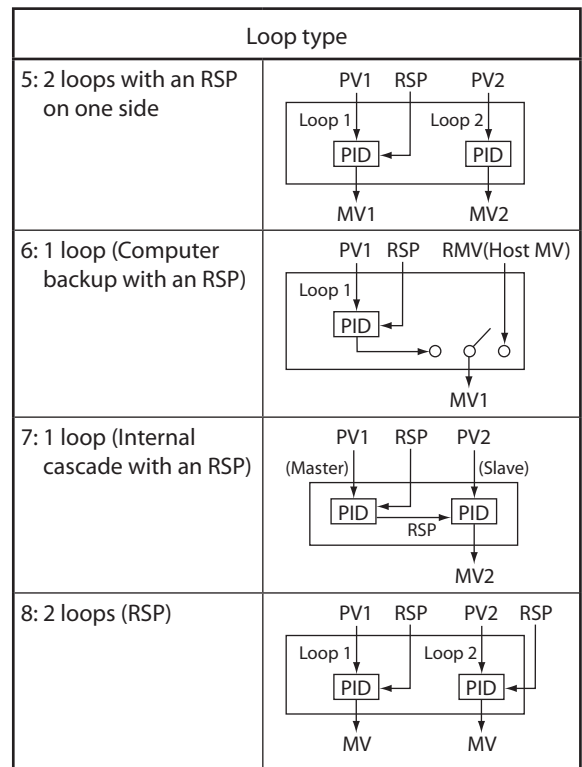 Loop type
5: 2 loops with an RSP
on one side
PV1 RSP PV2
Loop 1 Loop 2
PID PID
MV1 MV2
6: 1 loop (Computer
backup with an RSP)
PV1 RSP RMV(Host MV)
Loop 1
PID
MV1
7: 1 loop (Internal
cascade with an RSP)
PV1 RSP PV2
(Master) (Slave)
PID PID
RSP
MV2
8: 2 loops (RSP)
PV1 RSP PV2 RSP
Loop 1 Loop 2
PID PID
MV MV